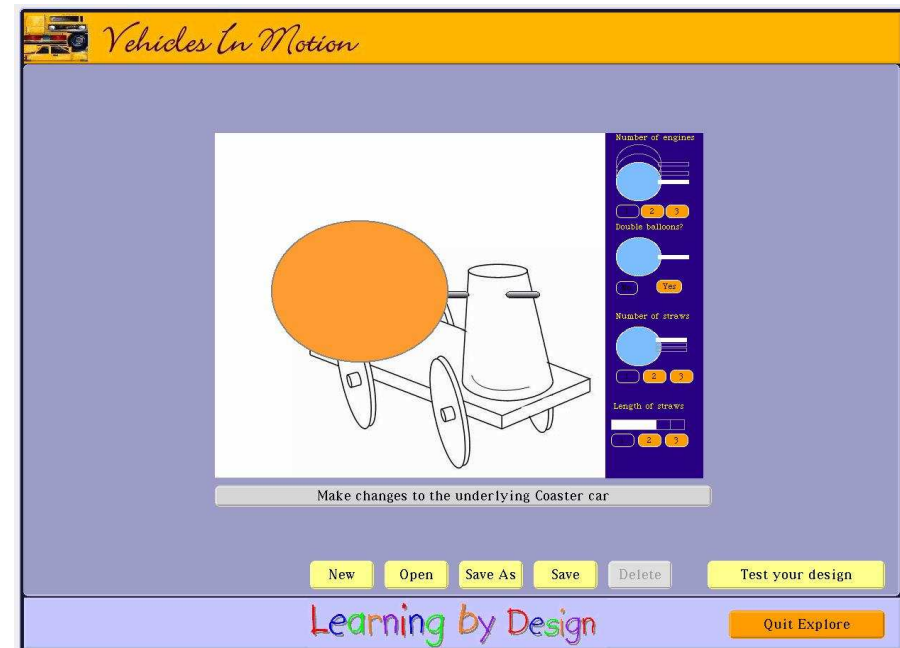 Vehicles In Motion
Number of engines
2 3
Double balloons?
Yes
Number of straws
2 3
Length of straws
2 3
Make changes to the underlying Coaster car
New Open Save As Save Delete Test your design
Learning by Design
Quit Explore